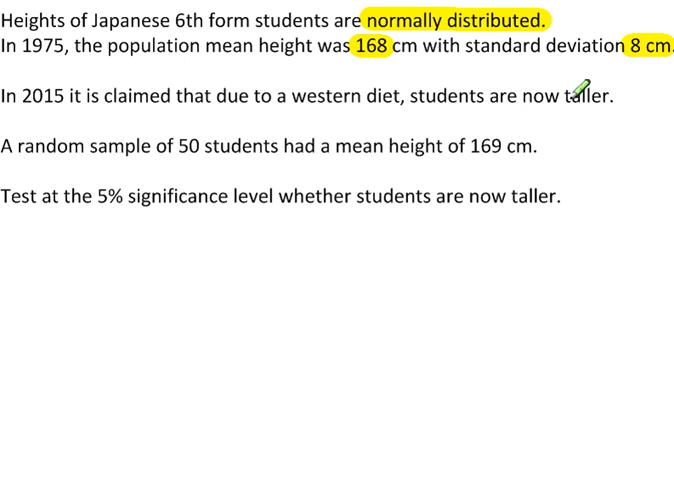 Heights of Japanese 6th form students are normally distributed.
In 1975, the population mean height was 168 cm with standard deviation 8 cm.
In 2015 it is claimed that due to a western diet, students are now taller.
A random sample of 50 students had a mean height of 169 cm.
Test at the 5% significance level whether students are now taller.